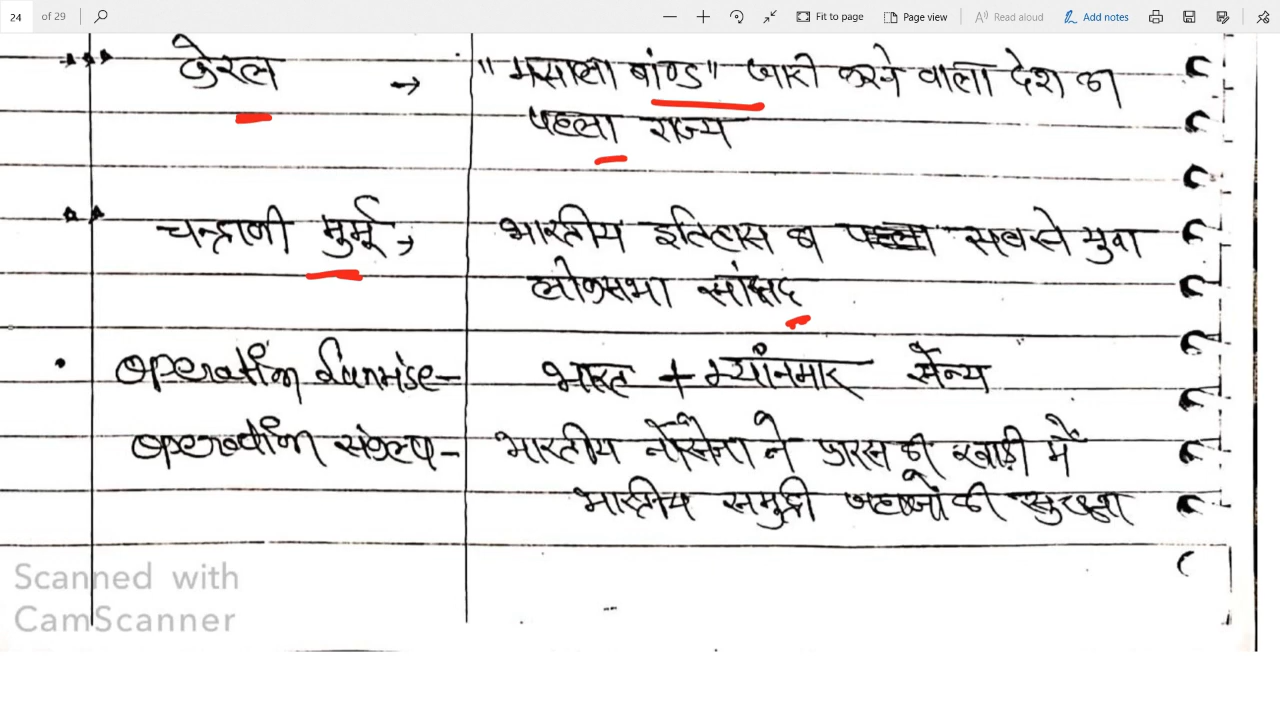 24 of 29 Fit to page Page view Read aloud Add notes
केरल → "मसाला बॉण्ड" जारी करने वाला देश का
पहला राज्य
चन्द्राणी मुर्मू → भारतीय इतिहास का सबसे युवा
लोकसभा सांसद
• operation Sunrise - भारत + म्यांनमार सैन्य
operation संकल्प - भारतीय नौसेना ने फारस की खाड़ी में
भारतीय समुद्री जहाजों की सुरक्षा
Scanned with
CamScanner